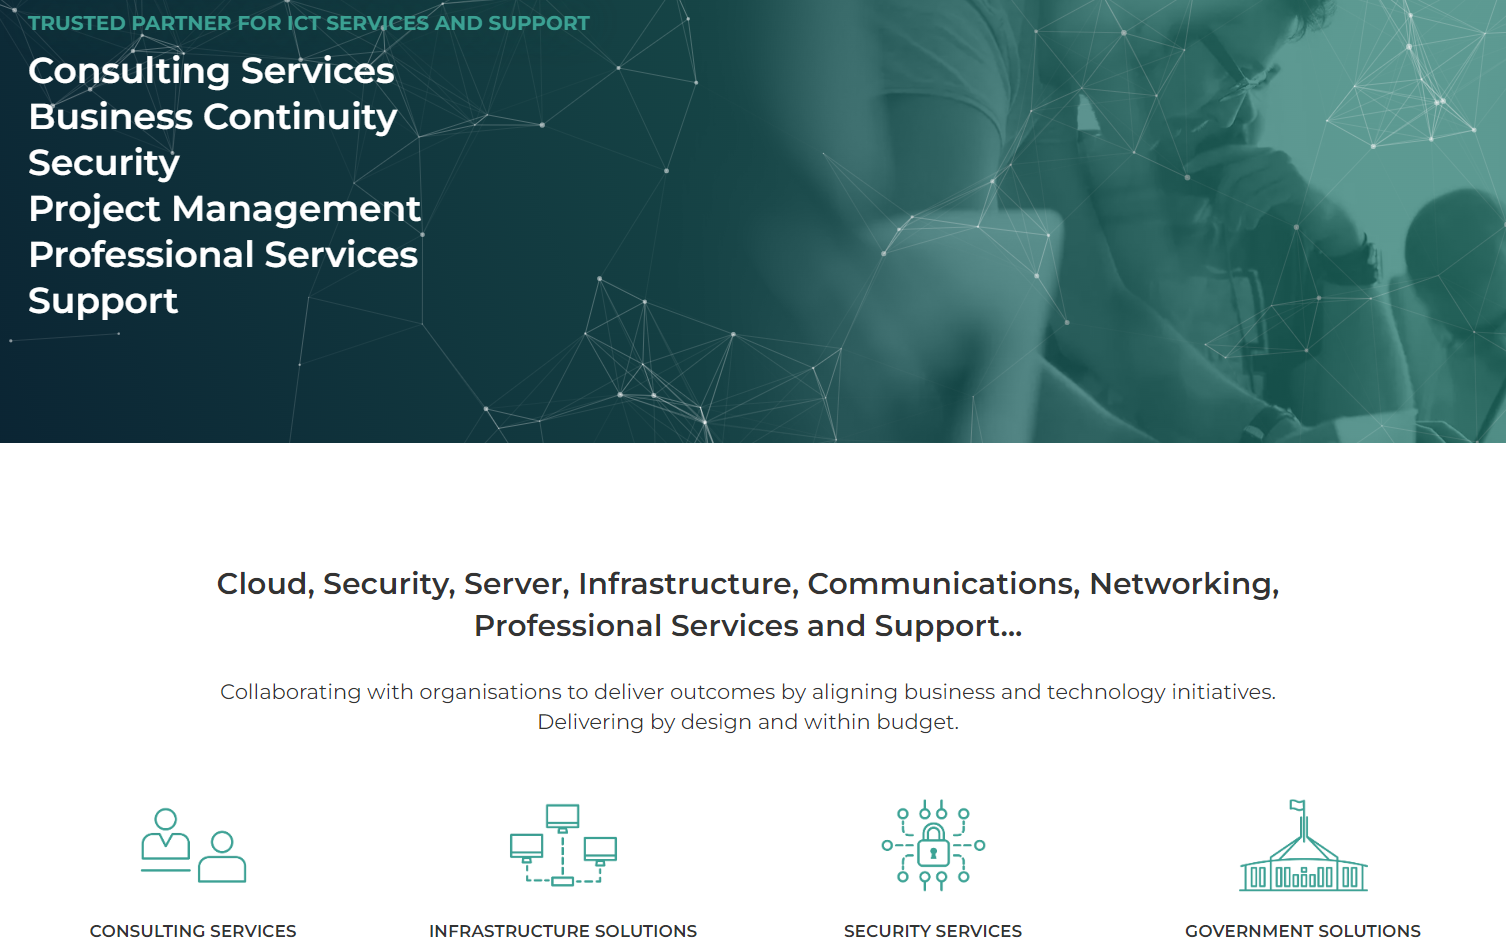 TRUSTED PARTNER FOR ICT SERVICES AND SUPPORT
Consulting Services
Business Continuity
Security
Project Management
Professional Services
Support
Cloud, Security, Server, Infrastructure, Communications, Networking,
Professional Services and Support...
Collaborating with organisations to deliver outcomes by aligning business and technology initiatives.
Delivering by design and within budget.
CONSULTING SERVICES
INFRASTRUCTURE SOLUTIONS
SECURITY SERVICES
GOVERNMENT SOLUTIONS